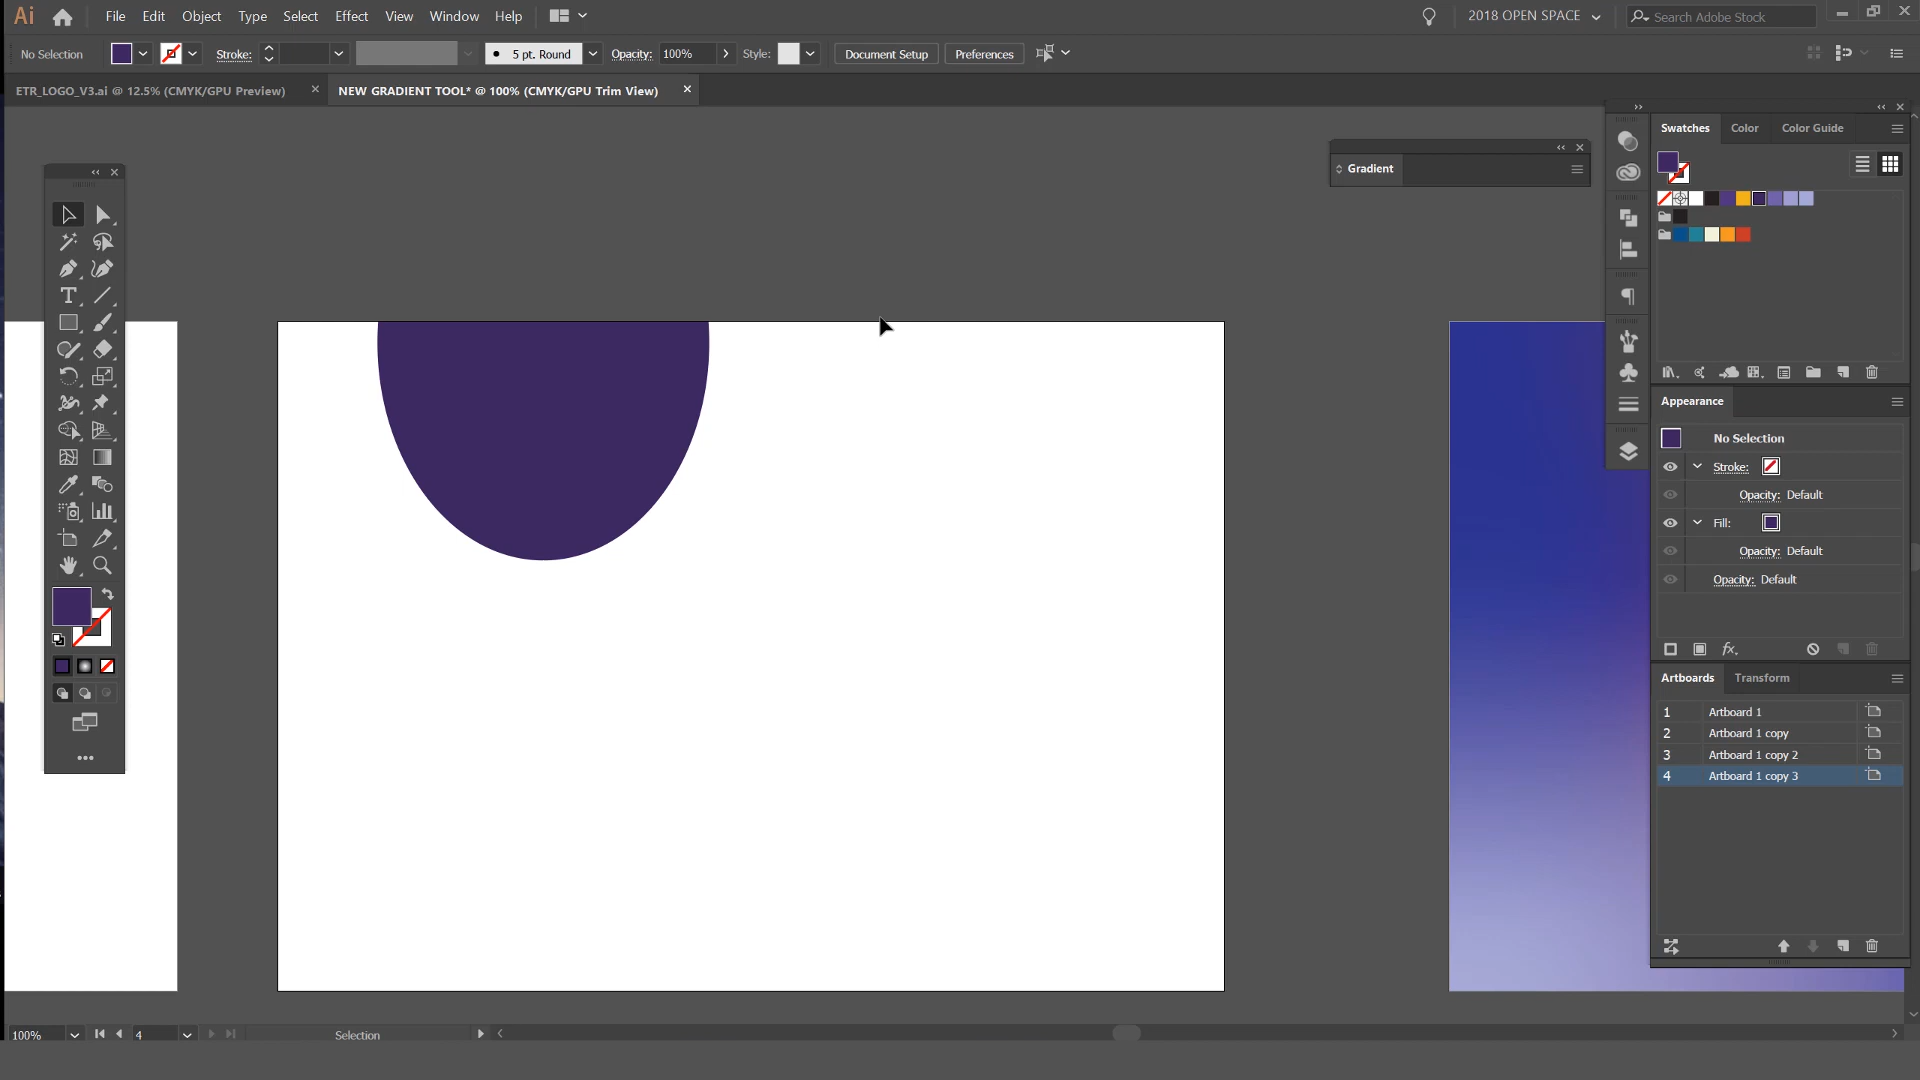 Ai File Edit Object Type Select Effect View Window Help 2018 OPEN SPACE Search Adobe Stock
No Selection Stroke: 5 pt. Round Opacity: 100% Style: Document Setup Preferences
ETR_LOGO_V3.ai @ 12.5% (CMYK/GPU Preview) NEW GRADIENT TOOL* @ 100% (CMYK/GPU Trim View)
Gradient
Swatches Color Color Guide
Appearance
No Selection
Stroke:
Opacity: Default
Fill:
Opacity: Default
Opacity: Default
fx
Artboards Transform
1 Artboard 1
2 Artboard 1 copy
3 Artboard 1 copy 2
4 Artboard 1 copy 3
100% 4 Selection